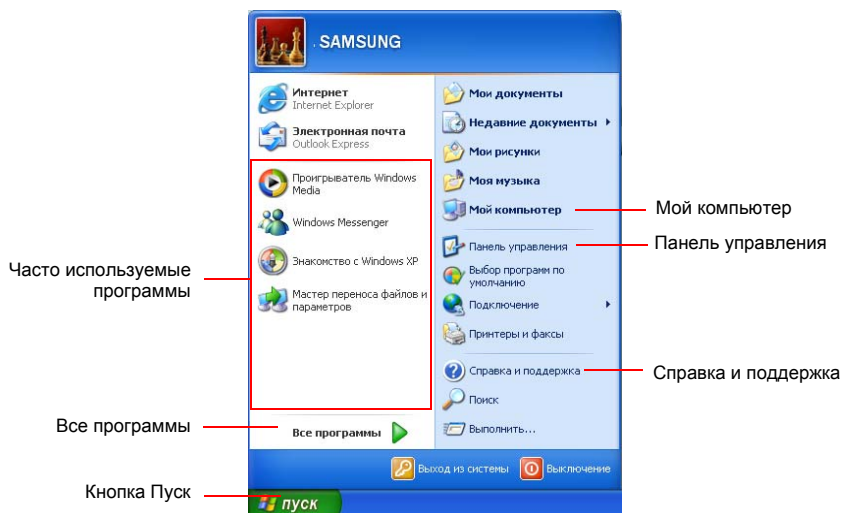 SAMSUNG
Интернет
Internet Explorer
Электронная почта
Outlook Express
Проигрыватель Windows
Media
Windows Messenger
Знакомство с Windows XP
Мастер переноса файлов и
параметров
Все программы
Мои документы
Недавние документы
Мои рисунки
Моя музыка
Мой компьютер
Панель управления
Выбор программ по
умолчанию
Подключение
Принтеры и факсы
Справка и поддержка
Поиск
Выполнить...
Выход из системы
Выключение
пуск
Часто используемые
программы
Все программы
Кнопка Пуск
Мой компьютер
Панель управления
Справка и поддержка